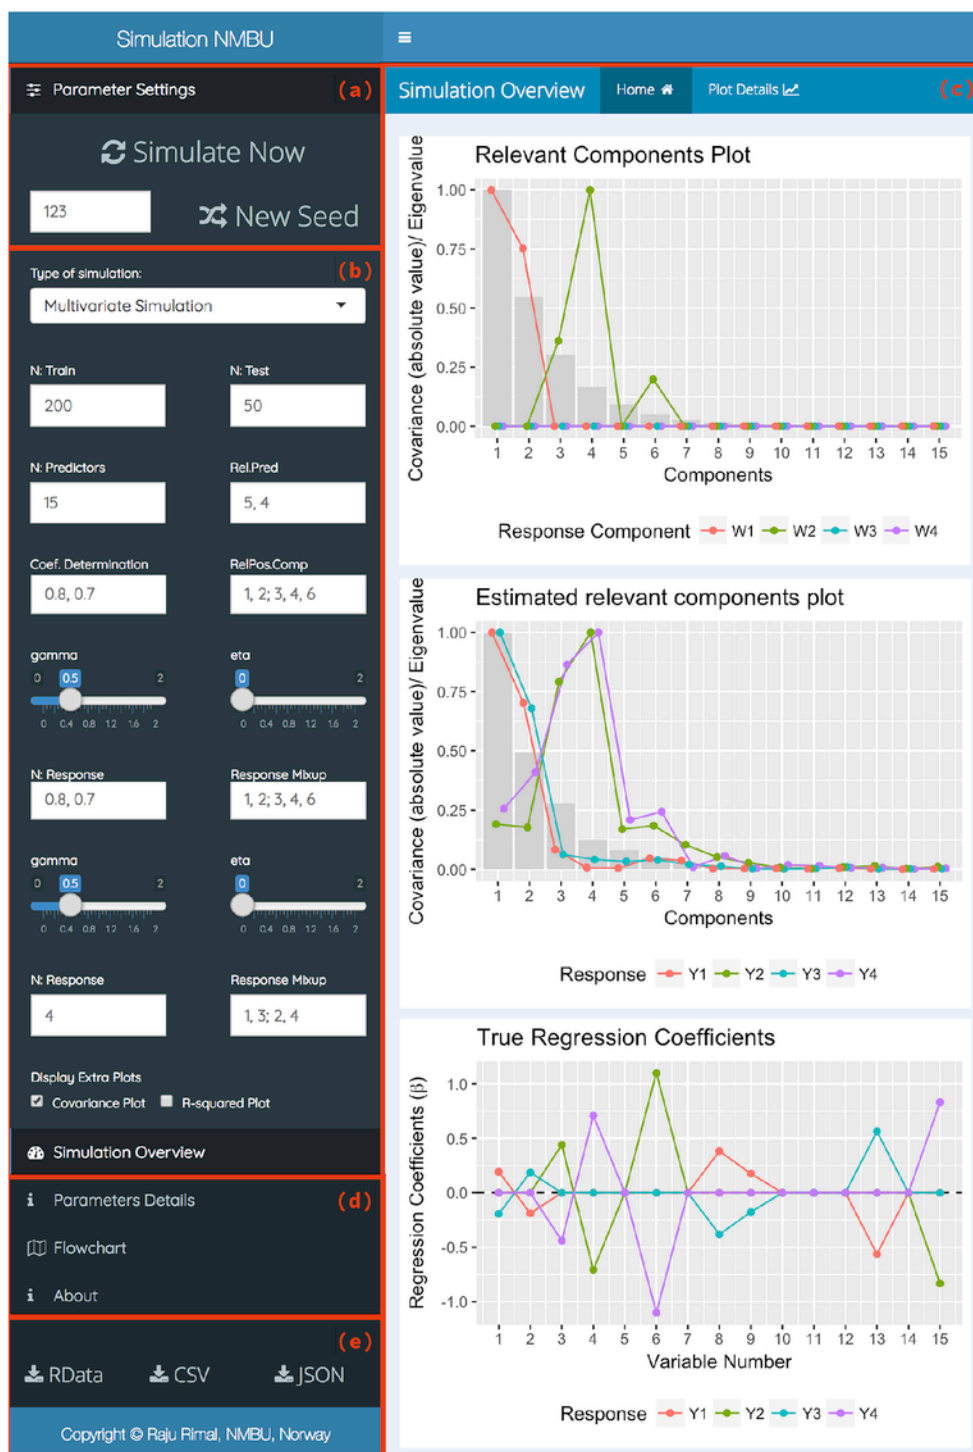 Simulation NMBU
Parameter Settings
(a)
Simulate Now
123
New Seed
(b)
Type of simulation:
Multivariate Simulation
N: Train
N: Test
200
50
N: Predictors
Rel.Pred
15
5, 4
Coef. Determination
RelPos.Comp
0.8, 0.7
1, 2; 3, 4, 6
gamma
eta
0 0.5 2
0 2
0 0.4 0.8 1.2 1.6 2
0 0.4 0.8 1.2 1.6 2
N: Response
Response Mixup
0.8, 0.7
1, 2; 3, 4, 6
gamma
eta
0 0.5 2
0 2
0 0.4 0.8 1.2 1.6 2
0 0.4 0.8 1.2 1.6 2
N: Response
Response Mixup
4
1, 3; 2, 4
Display Extra Plots
Covariance Plot
R-squared Plot
Simulation Overview
Parameters Details
(d)
Flowchart
About
(e)
RData
CSV
JSON
Copyright © Raju Rimal, NMBU, Norway
Simulation Overview
Home
Plot Details
(c)
Relevant Components Plot
Covariance (absolute value)/ Eigenvalue
1.00
0.75
0.50
0.25
0.00
1 2 3 4 5 6 7 8 9 10 11 12 13 14 15
Components
Response Component W1 W2 W3 W4
Estimated relevant components plot
Covariance (absolute value)/ Eigenvalue
1.00
0.75
0.50
0.25
0.00
1 2 3 4 5 6 7 8 9 10 11 12 13 14 15
Components
Response Y1 Y2 Y3 Y4
True Regression Coefficients
Regression Coefficients (β)
1.0
0.5
0.0
-0.5
-1.0
1 2 3 4 5 6 7 8 9 10 11 12 13 14 15
Variable Number
Response Y1 Y2 Y3 Y4